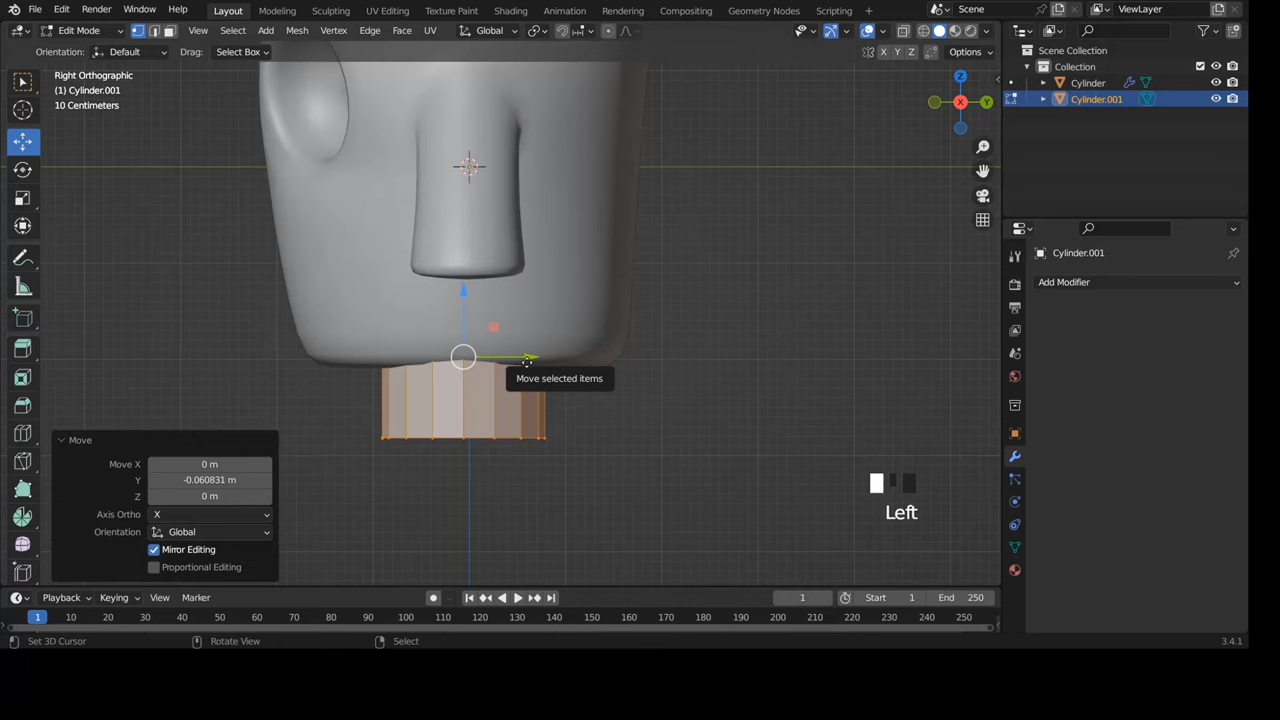 File Edit Render Window Help Layout Modeling Sculpting UV Editing Texture Paint Shading Animation Rendering Compositing Geometry Nodes Scripting Scene ViewLayer
Edit Mode View Select Add Mesh Vertex Edge Face UV Global
Orientation: Default Drag: Select Box X Y Z Options
Scene Collection
Collection
Cylinder
Cylinder.001
Right Orthographic
(1) Cylinder.001
10 Centimeters
Z
Y
X
Cylinder.001
Add Modifier
Move selected items
Move
Move X 0 m
Y -0.060831 m
Z 0 m
Axis Ortho X
Orientation Global
Mirror Editing
Proportional Editing
Left
Playback Keying View Marker 1 Start 1 End 250
1 10 20 30 40 50 60 70 80 90 100 110 120 130 140 150 160 170 180 190 200 210 220 230 240 250
Set 3D Cursor Rotate View Select 3.4.1